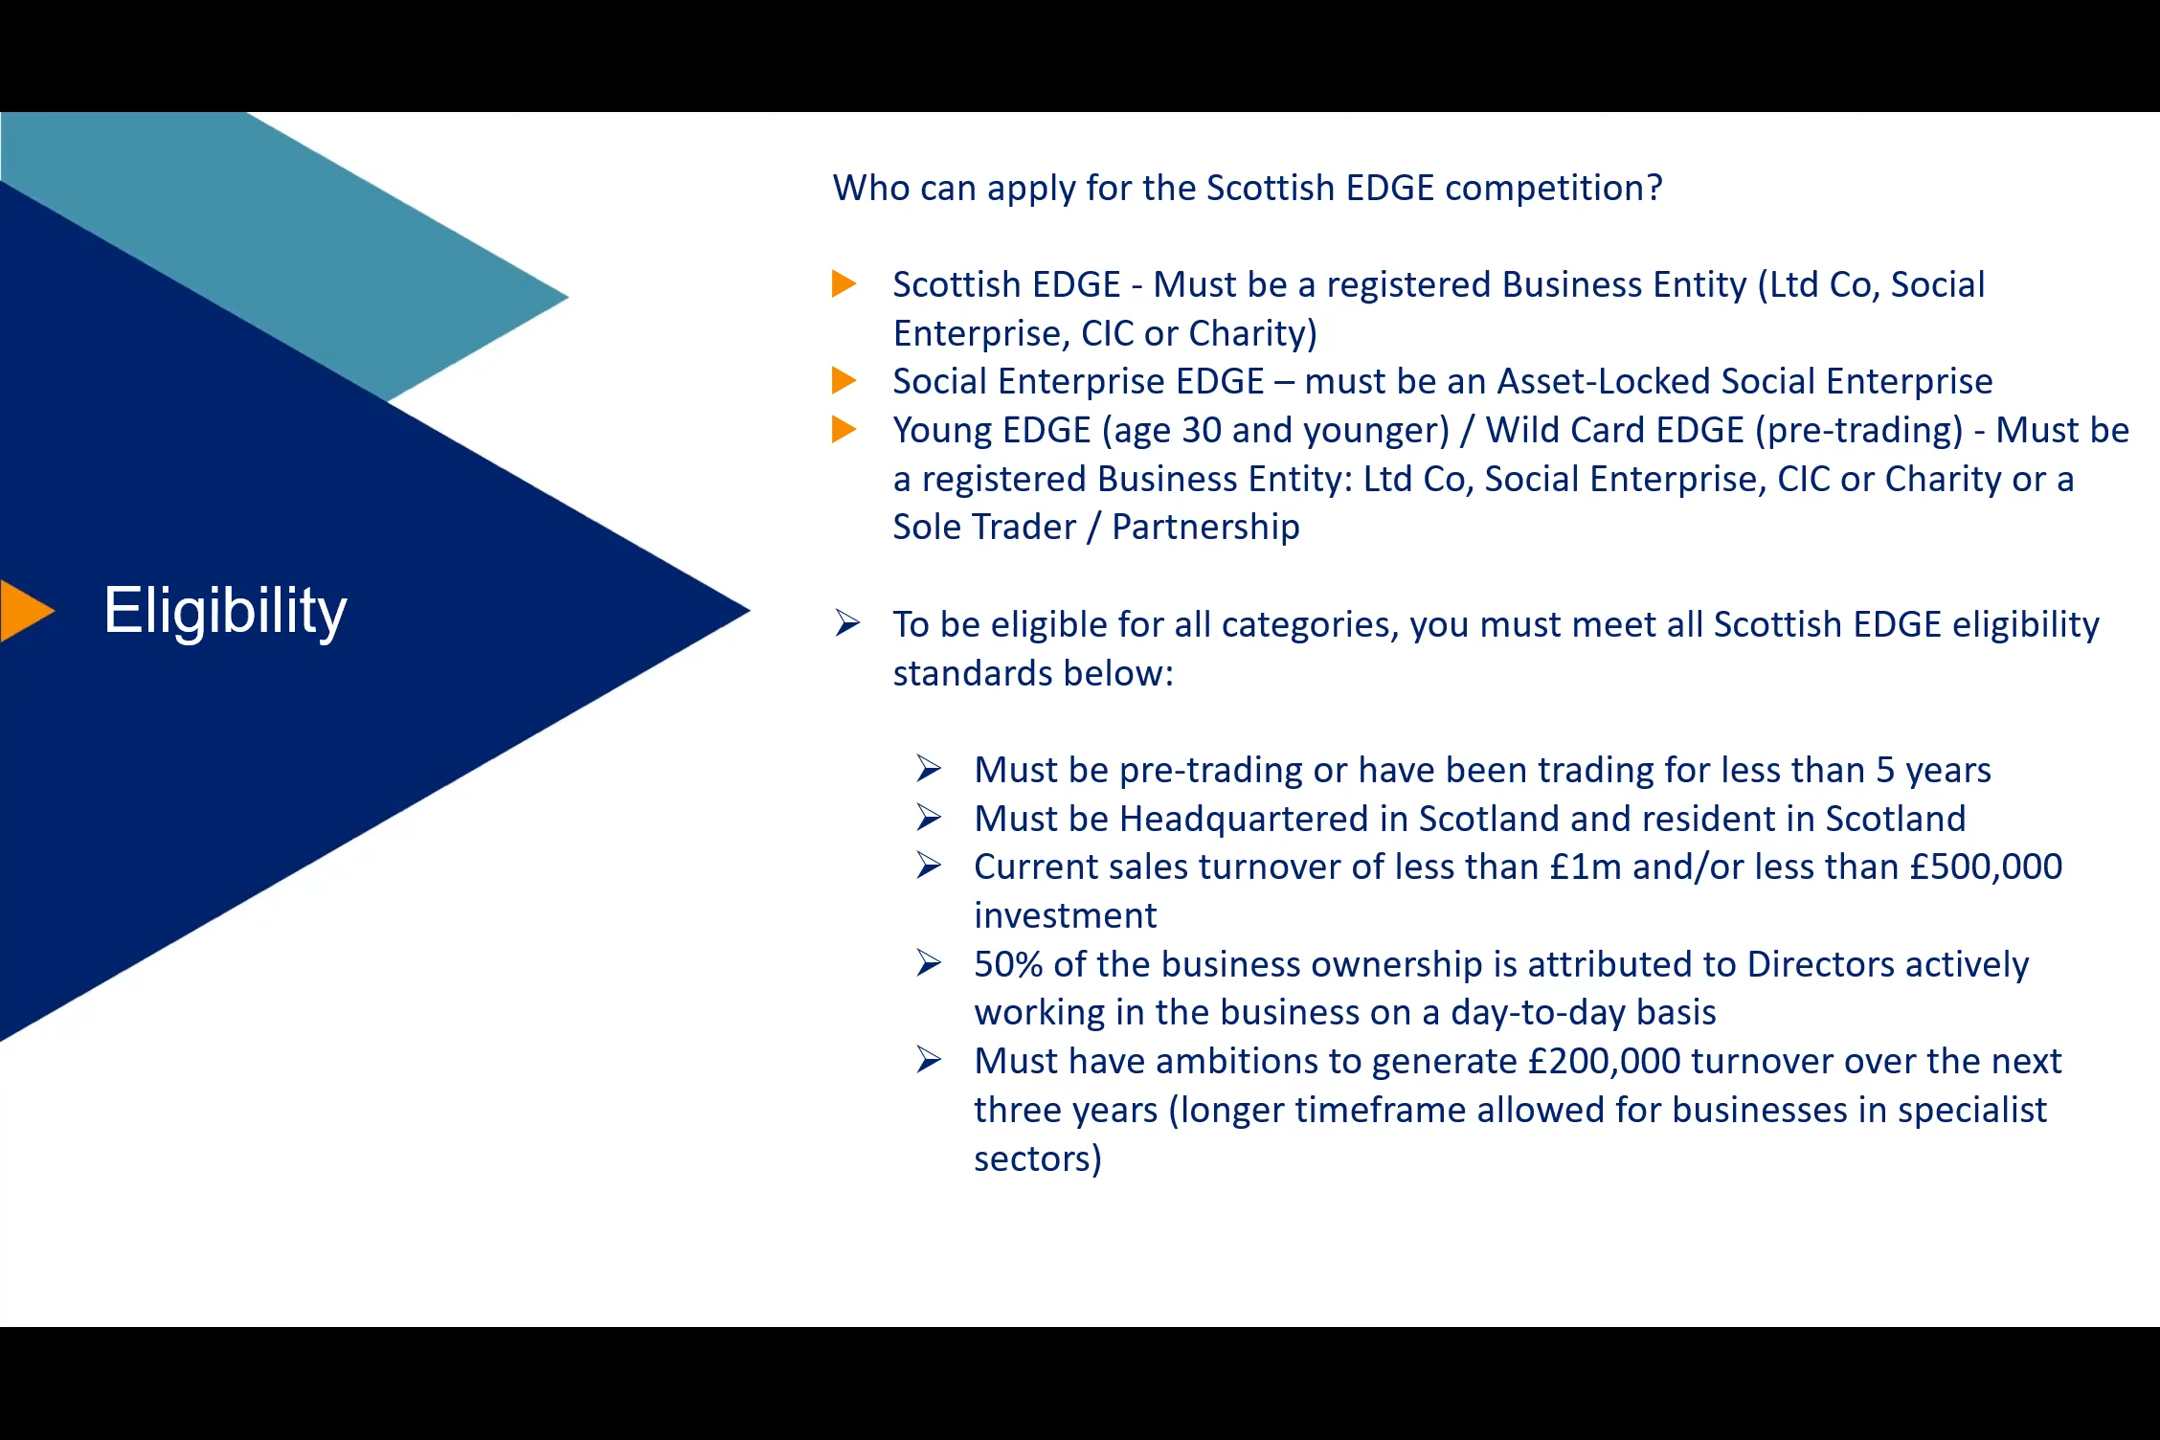 Eligibility
Who can apply for the Scottish EDGE competition?
Scottish EDGE - Must be a registered Business Entity (Ltd Co, Social
Enterprise, CIC or Charity)
Social Enterprise EDGE – must be an Asset-Locked Social Enterprise
Young EDGE (age 30 and younger) / Wild Card EDGE (pre-trading) - Must be
a registered Business Entity: Ltd Co, Social Enterprise, CIC or Charity or a
Sole Trader / Partnership
To be eligible for all categories, you must meet all Scottish EDGE eligibility
standards below:
Must be pre-trading or have been trading for less than 5 years
Must be Headquartered in Scotland and resident in Scotland
Current sales turnover of less than £1m and/or less than £500,000
investment
50% of the business ownership is attributed to Directors actively
working in the business on a day-to-day basis
Must have ambitions to generate £200,000 turnover over the next
three years (longer timeframe allowed for businesses in specialist
sectors)